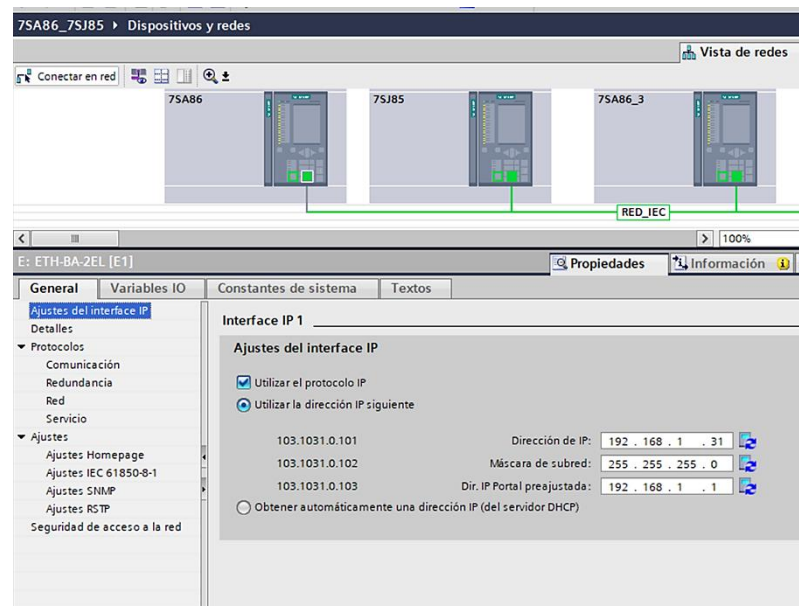 7SA86_7SJ85 ▸ Dispositivos y redes
Vista de redes
Conectar en red
7SA86
7SJ85
7SA86_3
RED_IEC
100%
E: ETH-BA-2EL [E1]
Propiedades
Información
General
Variables IO
Constantes de sistema
Textos
Ajustes del interface IP
Detalles
Protocolos
Comunicación
Redundancia
Red
Servicio
Ajustes
Ajustes Homepage
Ajustes IEC 61850-8-1
Ajustes SNMP
Ajustes RSTP
Seguridad de acceso a la red
Interface IP 1
Ajustes del interface IP
Utilizar el protocolo IP
Utilizar la dirección IP siguiente
103.1031.0.101 Dirección de IP: 192 . 168 . 1 . 31
103.1031.0.102 Máscara de subred: 255 . 255 . 255 . 0
103.1031.0.103 Dir. IP Portal preajustada: 192 . 168 . 1 . 1
Obtener automáticamente una dirección IP (del servidor DHCP)